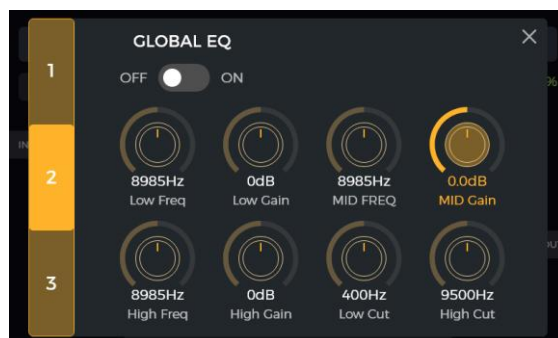 GLOBAL EQ
OFF ON
1
2
3
8985Hz 0dB 8985Hz 0.0dB
Low Freq Low Gain MID FREQ MID Gain
8985Hz 0dB 400Hz 9500Hz
High Freq High Gain Low Cut High Cut
IN
%